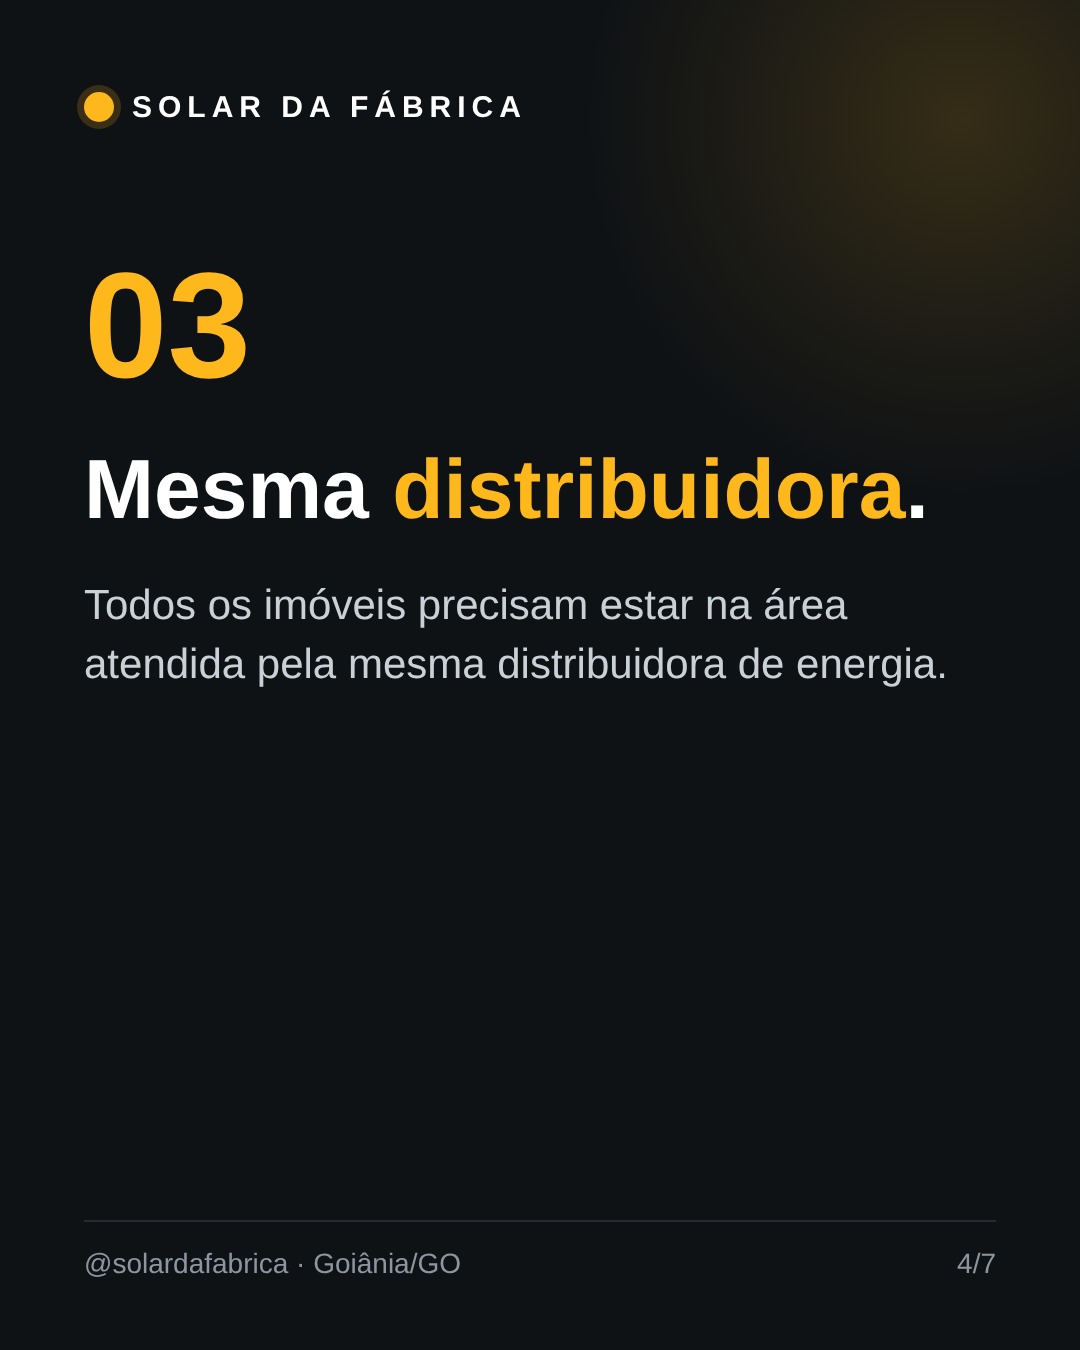 SOLAR DA FÁBRICA
03
Mesma distribuidora.
Todos os imóveis precisam estar na área
atendida pela mesma distribuidora de energia.
@solardafabrica · Goiânia/GO
4/7